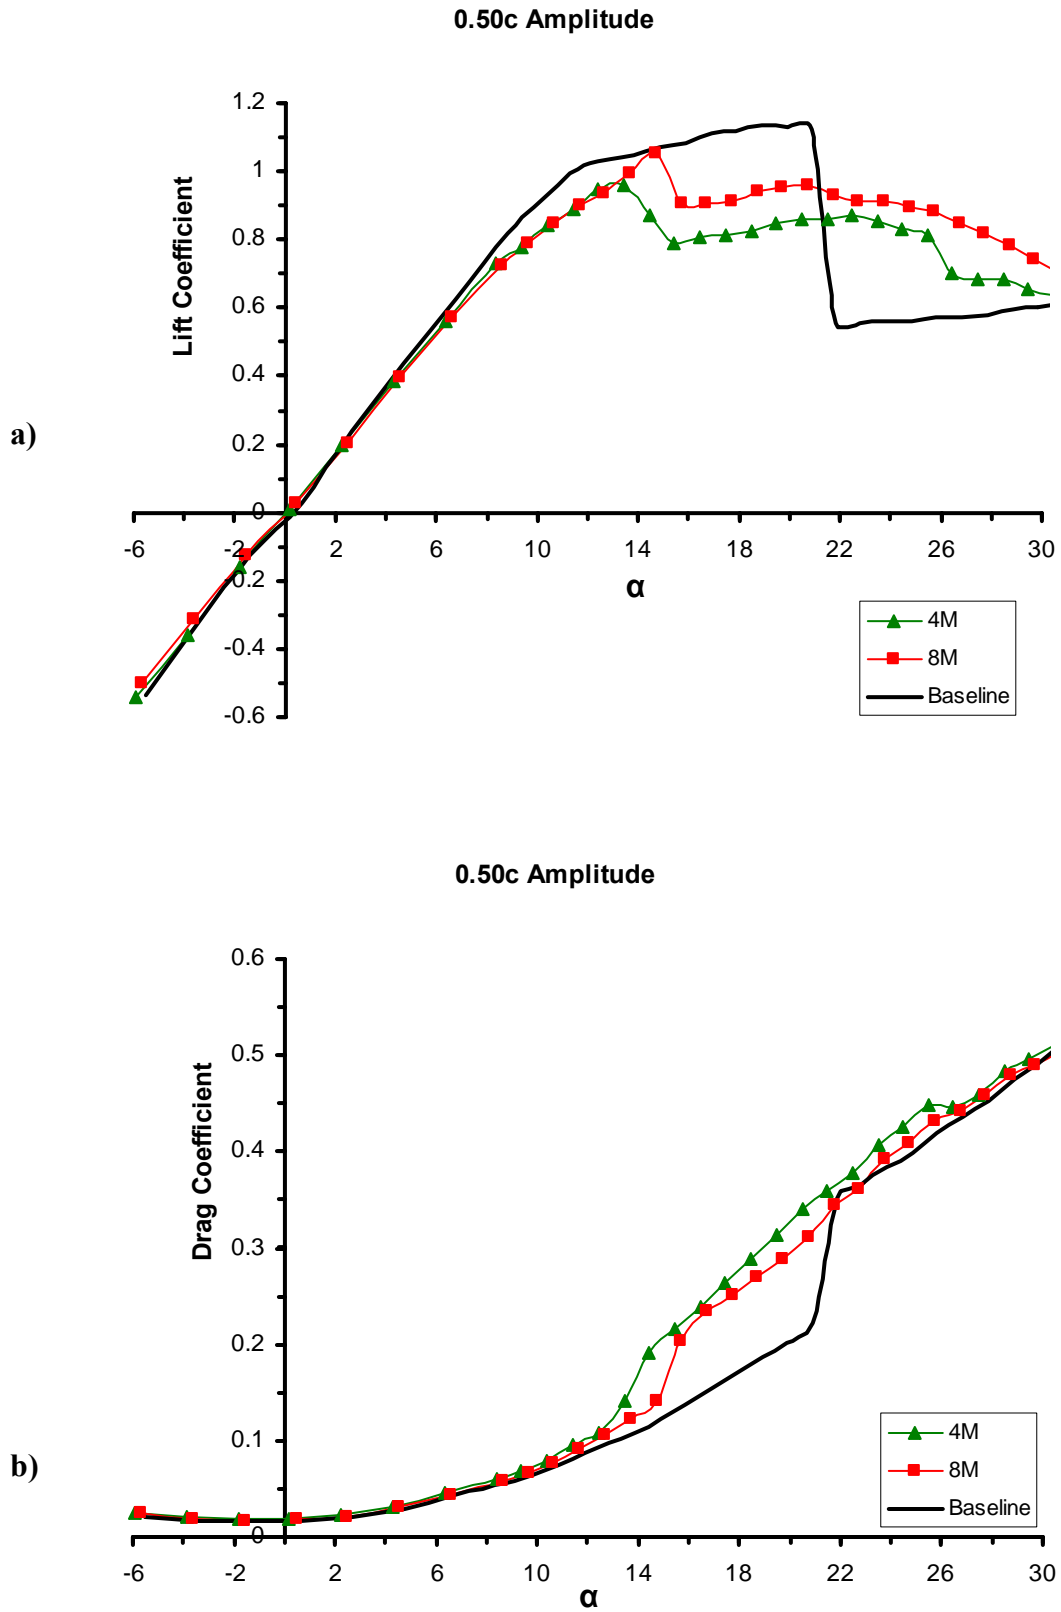 0.50c Amplitude
1.2
1
0.8
0.6
0.4
0.2
0
-0.2
-0.4
-0.6
Lift Coefficient
a)
-6
-2
2
6
10
14
18
22
26
30
α
4M
8M
Baseline
0.50c Amplitude
0.6
0.5
0.4
0.3
0.2
0.1
0
Drag Coefficient
b)
-6
-2
2
6
10
14
18
22
26
30
α
4M
8M
Baseline